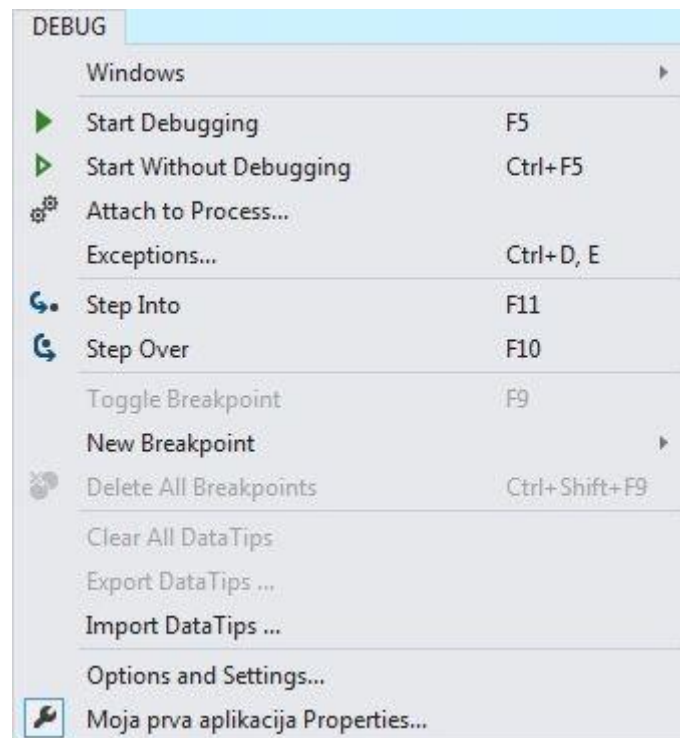 DEBUG
Windows
Start Debugging F5
Start Without Debugging Ctrl+F5
Attach to Process...
Exceptions... Ctrl+D, E
Step Into F11
Step Over F10
Toggle Breakpoint F9
New Breakpoint
Delete All Breakpoints Ctrl+Shift+F9
Clear All DataTips
Export DataTips ...
Import DataTips ...
Options and Settings...
Moja prva aplikacija Properties...